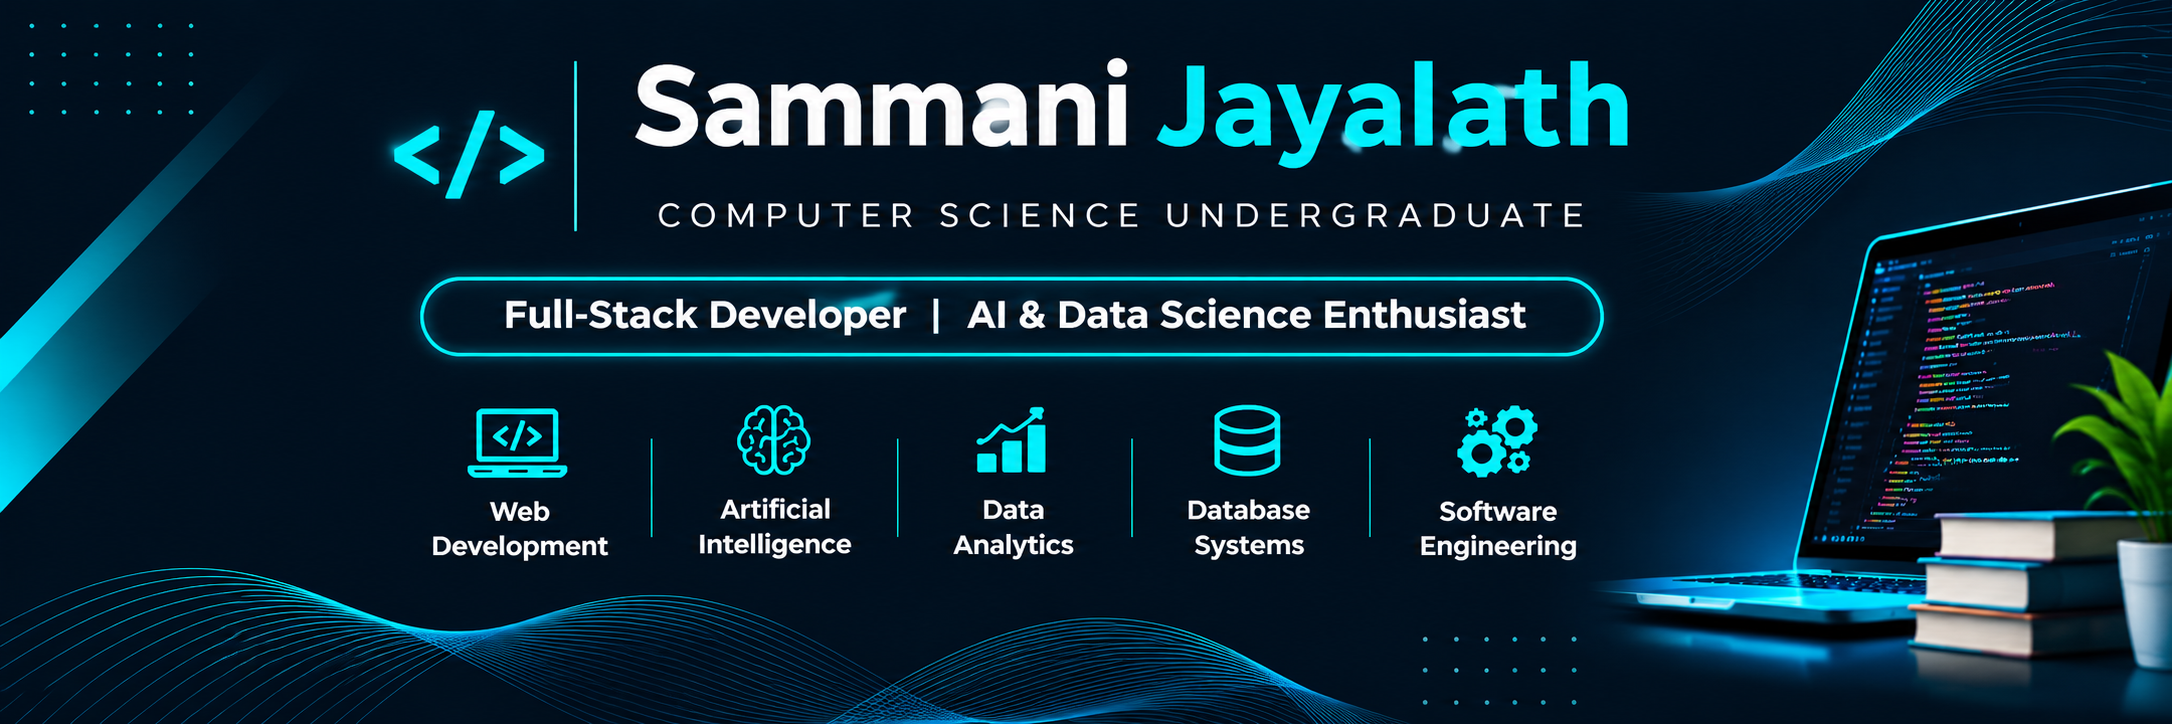 </>
Sammani Jayalath
COMPUTER SCIENCE UNDERGRADUATE
Full-Stack Developer | AI & Data Science Enthusiast
</>
Web
Development
Artificial
Intelligence
Data
Analytics
Database
Systems
Software
Engineering